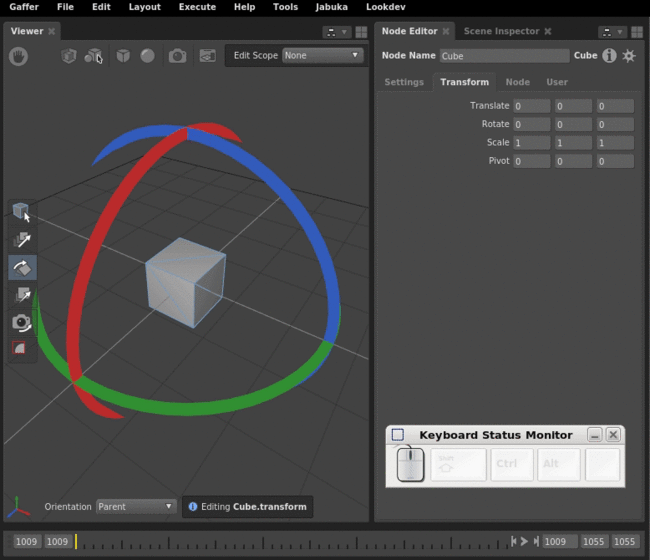 Gaffer File Edit Layout Execute Help Tools Jabuka Lookdev
Viewer
Node Editor Scene Inspector
Edit Scope None
Node Name Cube Cube
Settings Transform Node User
Translate 0 0 0
Rotate 0 0 0
Scale 1 1 1
Pivot 0 0 0
Keyboard Status Monitor
Shift
Ctrl Alt
Orientation Parent
Editing Cube.transform
1009 1009 1009 1055 1055